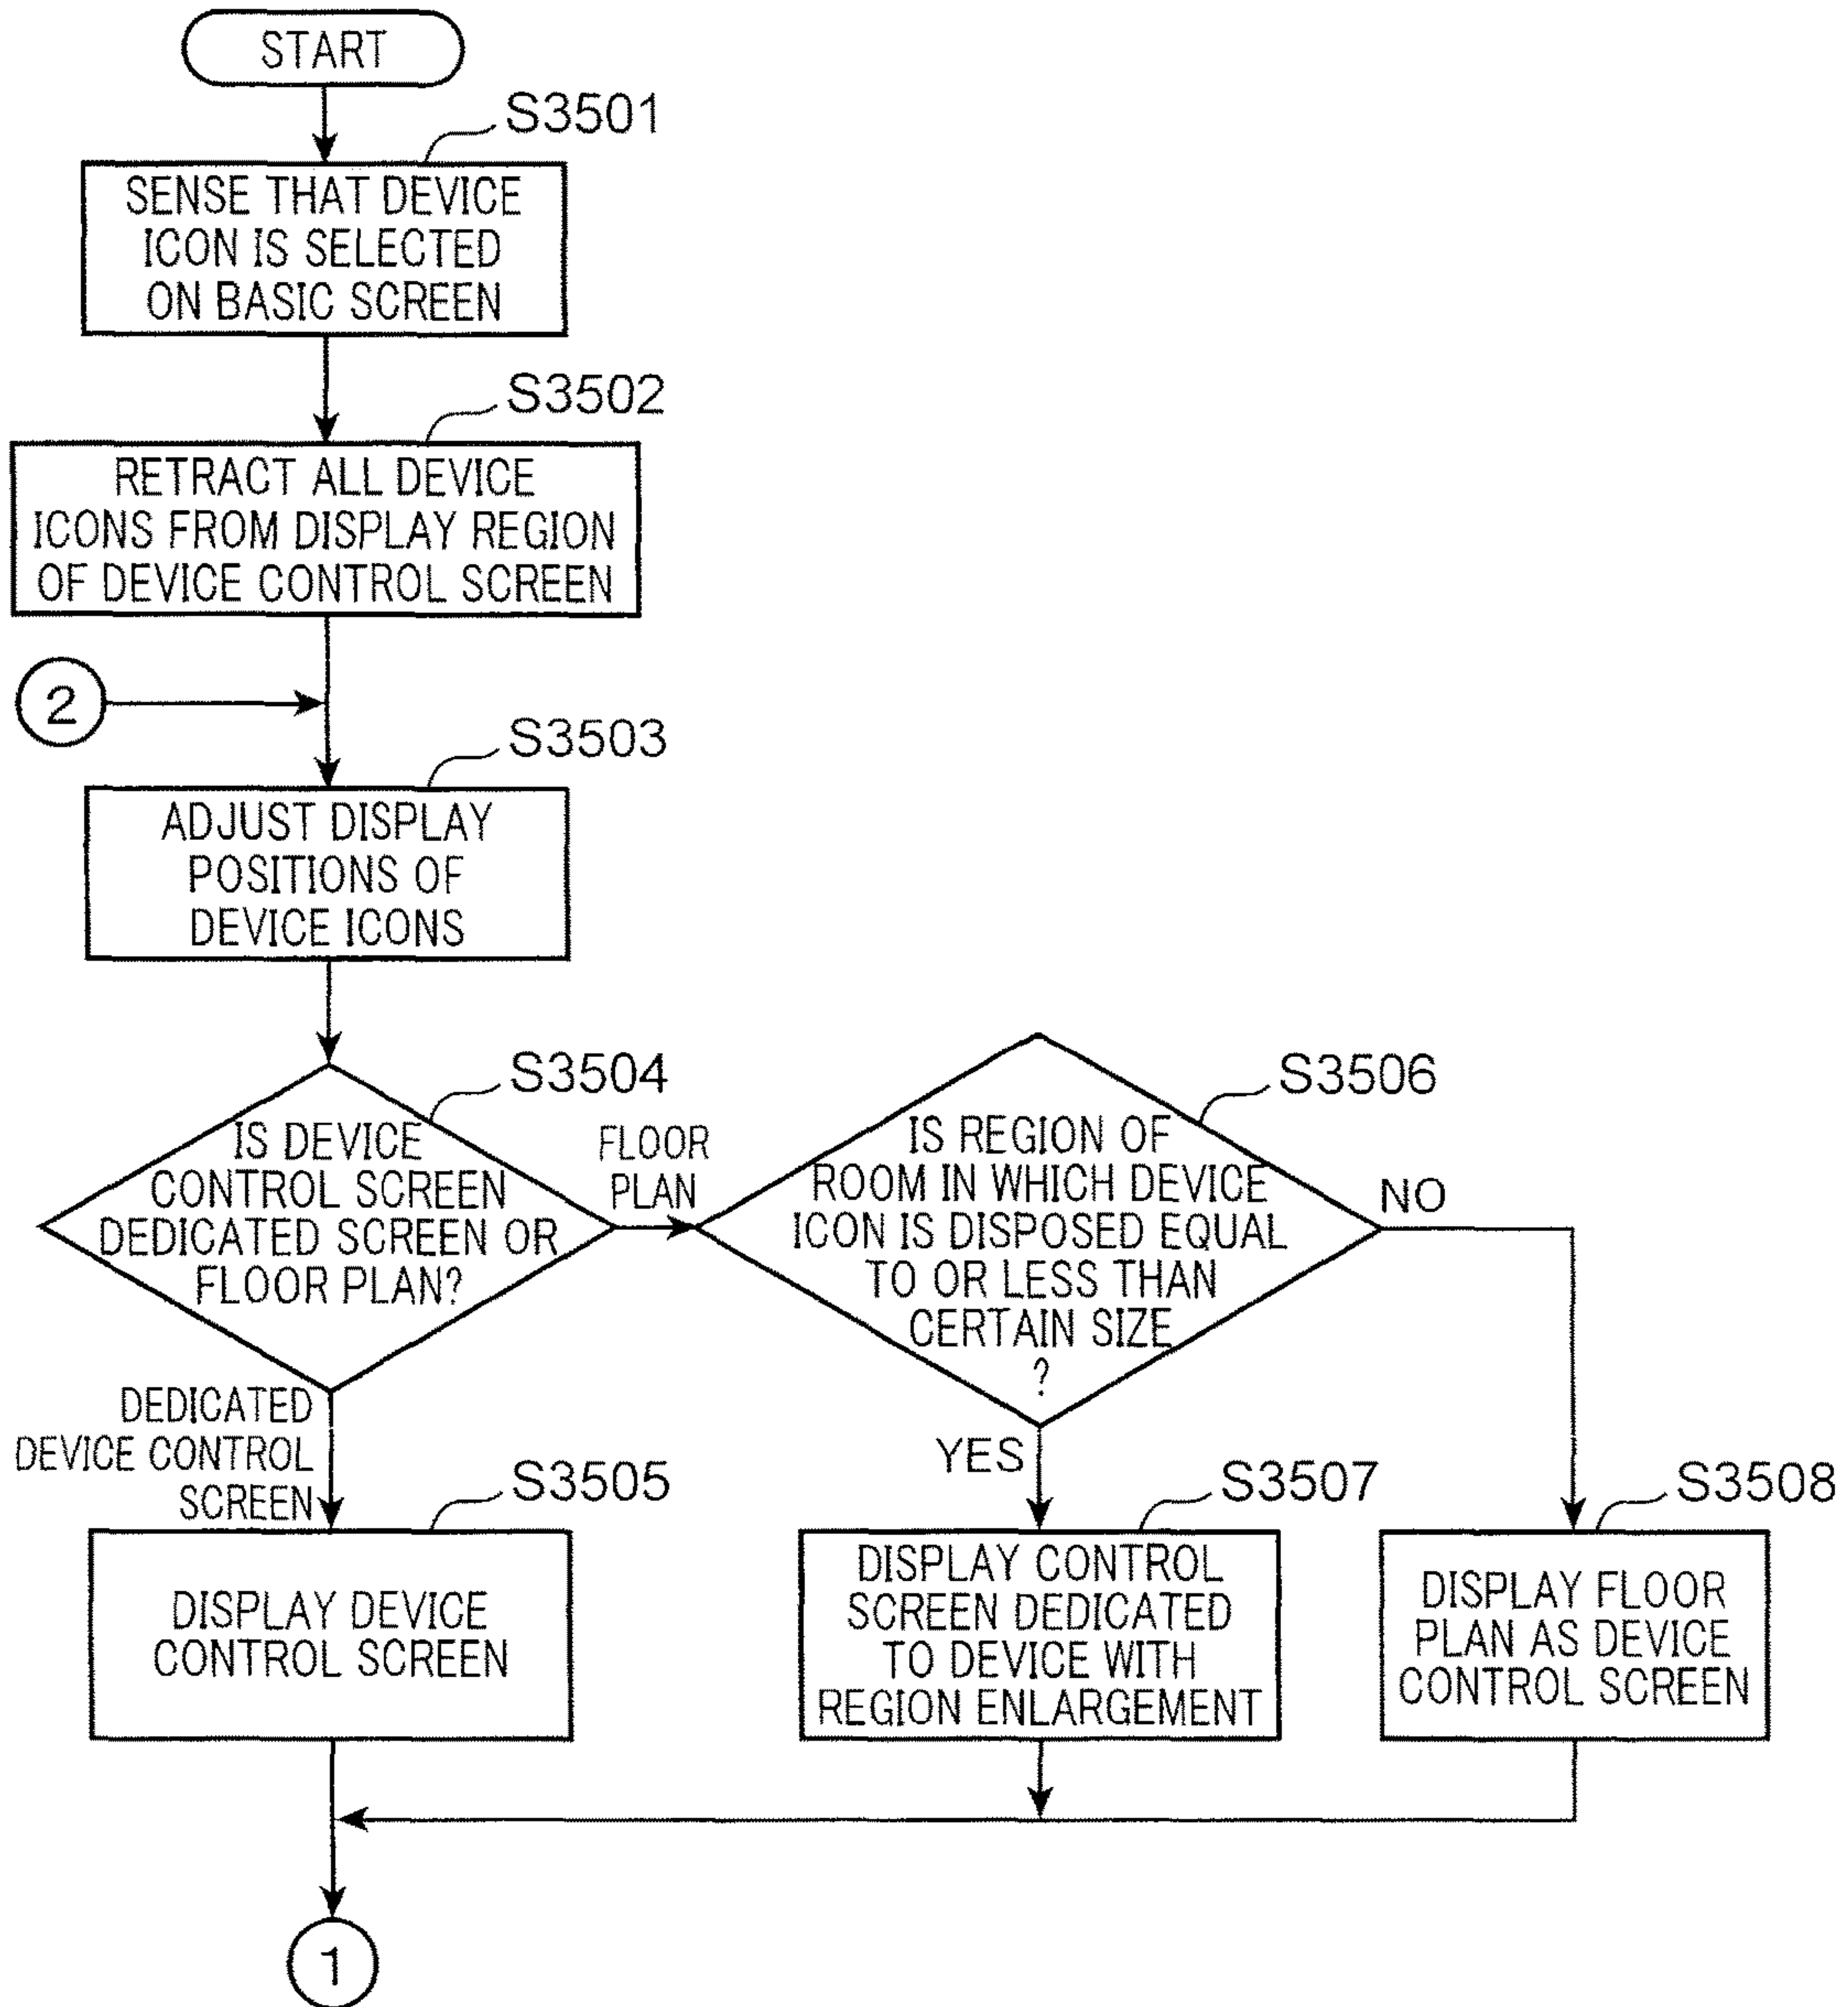 START
S3501
SENSE THAT DEVICE
ICON IS SELECTED
ON BASIC SCREEN
S3502
RETRACT ALL DEVICE
ICONS FROM DISPLAY REGION
OF DEVICE CONTROL SCREEN
2
S3503
ADJUST DISPLAY
POSITIONS OF
DEVICE ICONS
S3504
IS DEVICE
CONTROL SCREEN
DEDICATED SCREEN OR
FLOOR PLAN?
FLOOR
PLAN
S3506
IS REGION OF
ROOM IN WHICH DEVICE
ICON IS DISPOSED EQUAL
TO OR LESS THAN
CERTAIN SIZE
?
NO
DEDICATED
DEVICE CONTROL
SCREEN
YES
S3505
DISPLAY DEVICE
CONTROL SCREEN
S3507
DISPLAY CONTROL
SCREEN DEDICATED
TO DEVICE WITH
REGION ENLARGEMENT
S3508
DISPLAY FLOOR
PLAN AS DEVICE
CONTROL SCREEN
1